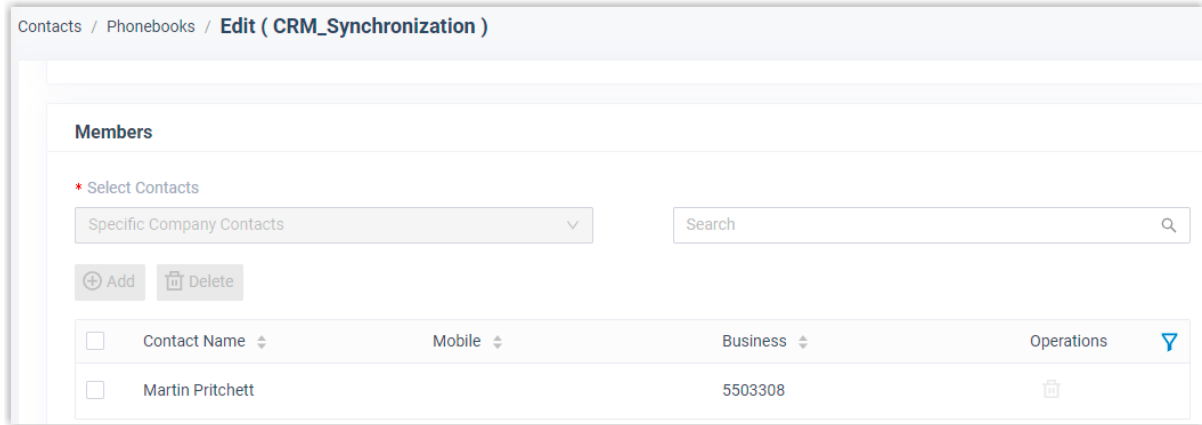 Contacts / Phonebooks / Edit ( CRM_Synchronization )
Members
* Select Contacts
Specific Company Contacts
Search
Add Delete
Contact Name Mobile Business Operations
Martin Pritchett 5503308